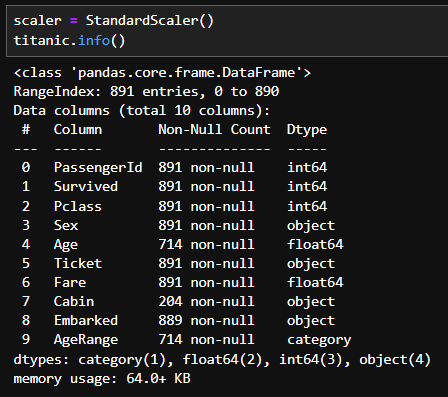 scaler = StandardScaler()
titanic.info()
<class 'pandas.core.frame.DataFrame'>
RangeIndex: 891 entries, 0 to 890
Data columns (total 10 columns):
 #   Column       Non-Null Count  Dtype
---  ------       --------------  -----
 0   PassengerId  891 non-null    int64
 1   Survived     891 non-null    int64
 2   Pclass       891 non-null    int64
 3   Sex          891 non-null    object
 4   Age          714 non-null    float64
 5   Ticket       891 non-null    object
 6   Fare         891 non-null    float64
 7   Cabin        204 non-null    object
 8   Embarked     889 non-null    object
 9   AgeRange     714 non-null    category
dtypes: category(1), float64(2), int64(3), object(4)
memory usage: 64.0+ KB